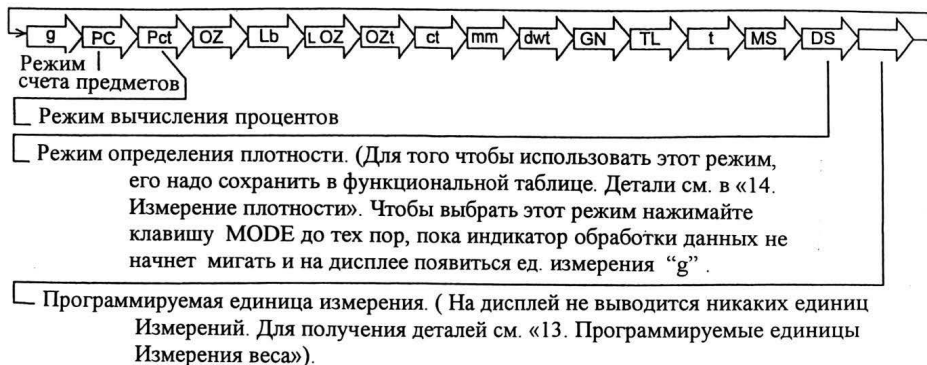 g PC Pct OZ Lb L OZ OZt ct mm dwt GN TL t MS DS
Режим
счета предметов
Режим вычисления процентов
Режим определения плотности. (Для того чтобы использовать этот режим,
его надо сохранить в функциональной таблице. Детали см. в «14.
Измерение плотности». Чтобы выбрать этот режим нажимайте
клавишу MODE до тех пор, пока индикатор обработки данных не
начнет мигать и на дисплее появиться ед. измерения “g” .
Программируемая единица измерения. ( На дисплей не выводится никаких единиц
Измерений. Для получения деталей см. «13. Программируемые единицы
Измерения веса»).